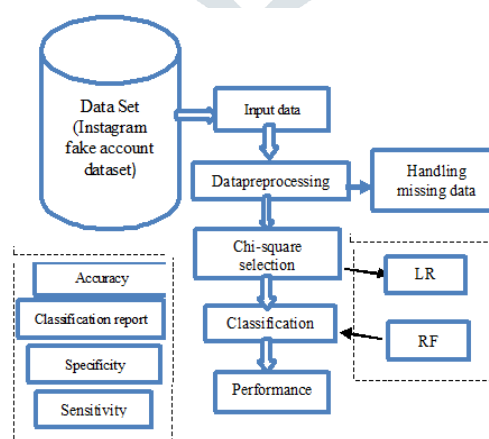 Data Set
(Instagram
fake account
dataset)
Input data
Datapreprocessing
Handling
missing data
Chi-square
selection
LR
Classification
RF
Performance
Accuracy
Classification report
Specificity
Sensitivity